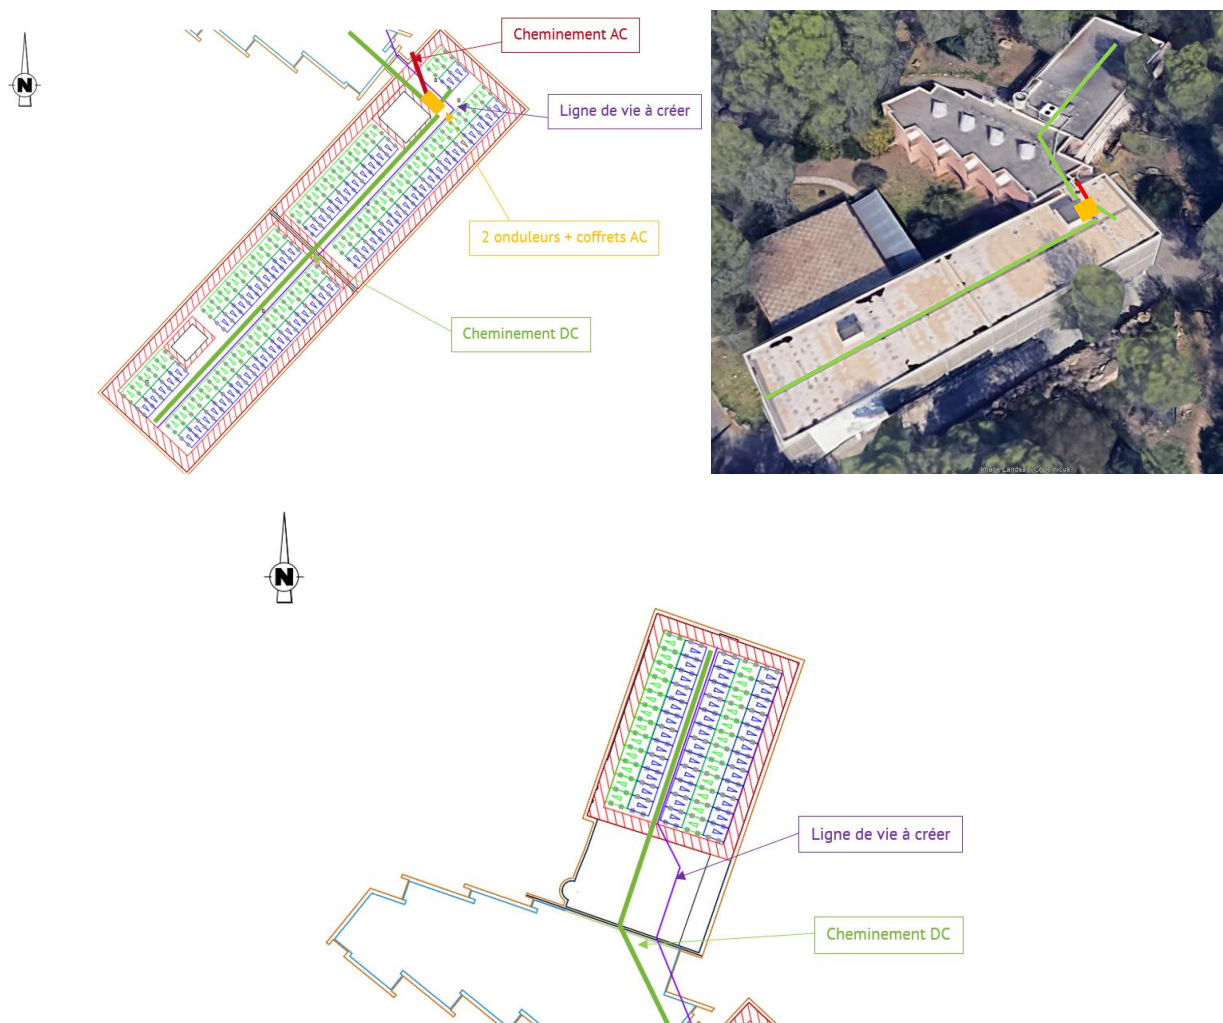 Cheminement AC
N
Ligne de vie à créer
2 onduleurs + coffrets AC
Cheminement DC
Image Landsat / Copernicus
N
Ligne de vie à créer
Cheminement DC